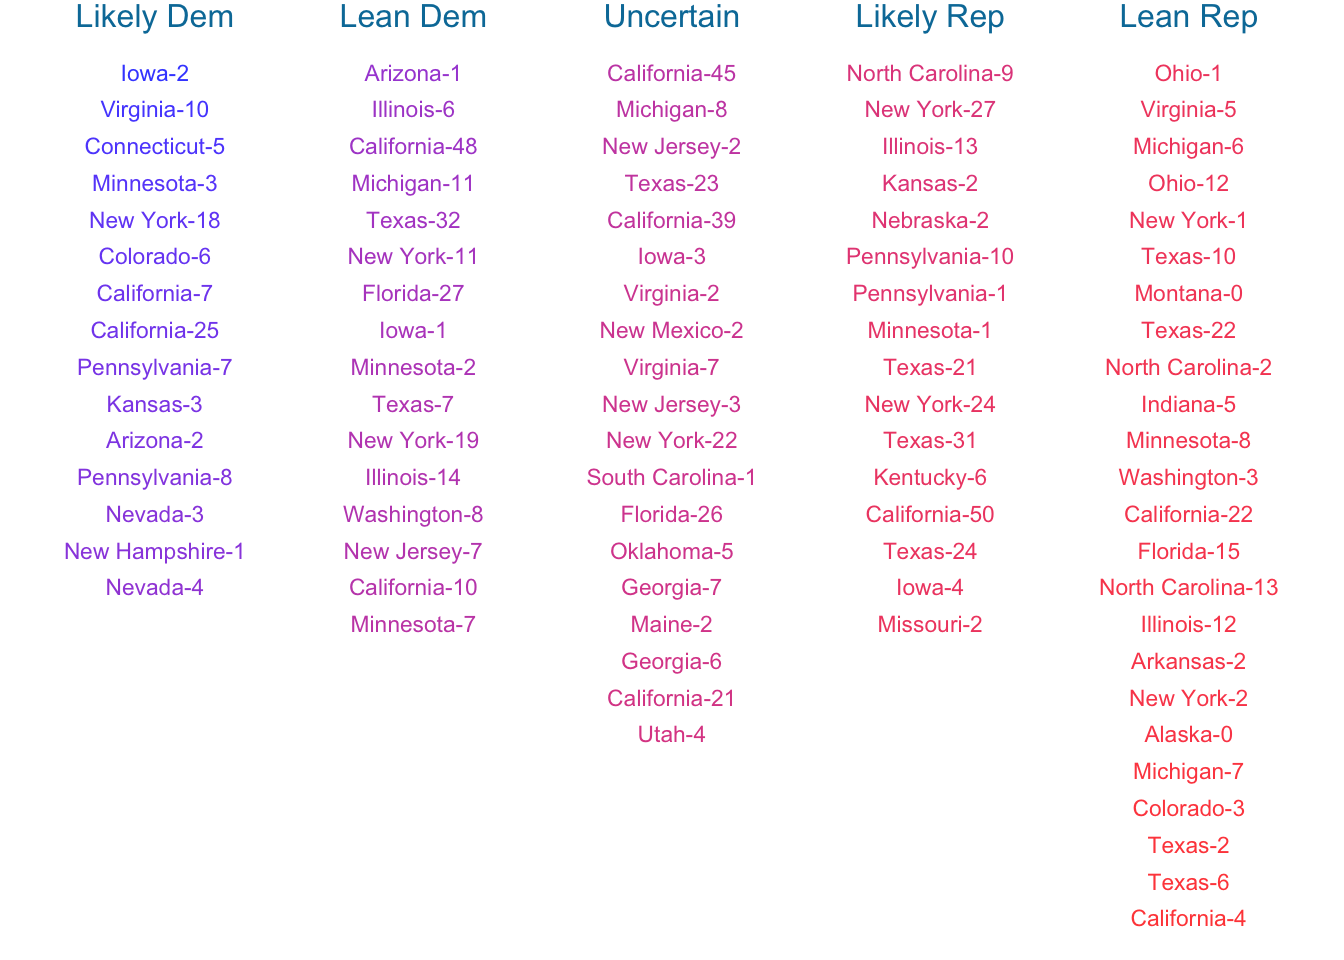 Likely Dem
Iowa-2
Virginia-10
Connecticut-5
Minnesota-3
New York-18
Colorado-6
California-7
California-25
Pennsylvania-7
Kansas-3
Arizona-2
Pennsylvania-8
Nevada-3
New Hampshire-1
Nevada-4
Lean Dem
Arizona-1
Illinois-6
California-48
Michigan-11
Texas-32
New York-11
Florida-27
Iowa-1
Minnesota-2
Texas-7
New York-19
Illinois-14
Washington-8
New Jersey-7
California-10
Minnesota-7
Uncertain
California-45
Michigan-8
New Jersey-2
Texas-23
California-39
Iowa-3
Virginia-2
New Mexico-2
Virginia-7
New Jersey-3
New York-22
South Carolina-1
Florida-26
Oklahoma-5
Georgia-7
Maine-2
Georgia-6
California-21
Utah-4
Likely Rep
North Carolina-9
New York-27
Illinois-13
Kansas-2
Nebraska-2
Pennsylvania-10
Pennsylvania-1
Minnesota-1
Texas-21
New York-24
Texas-31
Kentucky-6
California-50
Texas-24
Iowa-4
Missouri-2
Lean Rep
Ohio-1
Virginia-5
Michigan-6
Ohio-12
New York-1
Texas-10
Montana-0
Texas-22
North Carolina-2
Indiana-5
Minnesota-8
Washington-3
California-22
Florida-15
North Carolina-13
Illinois-12
Arkansas-2
New York-2
Alaska-0
Michigan-7
Colorado-3
Texas-2
Texas-6
California-4